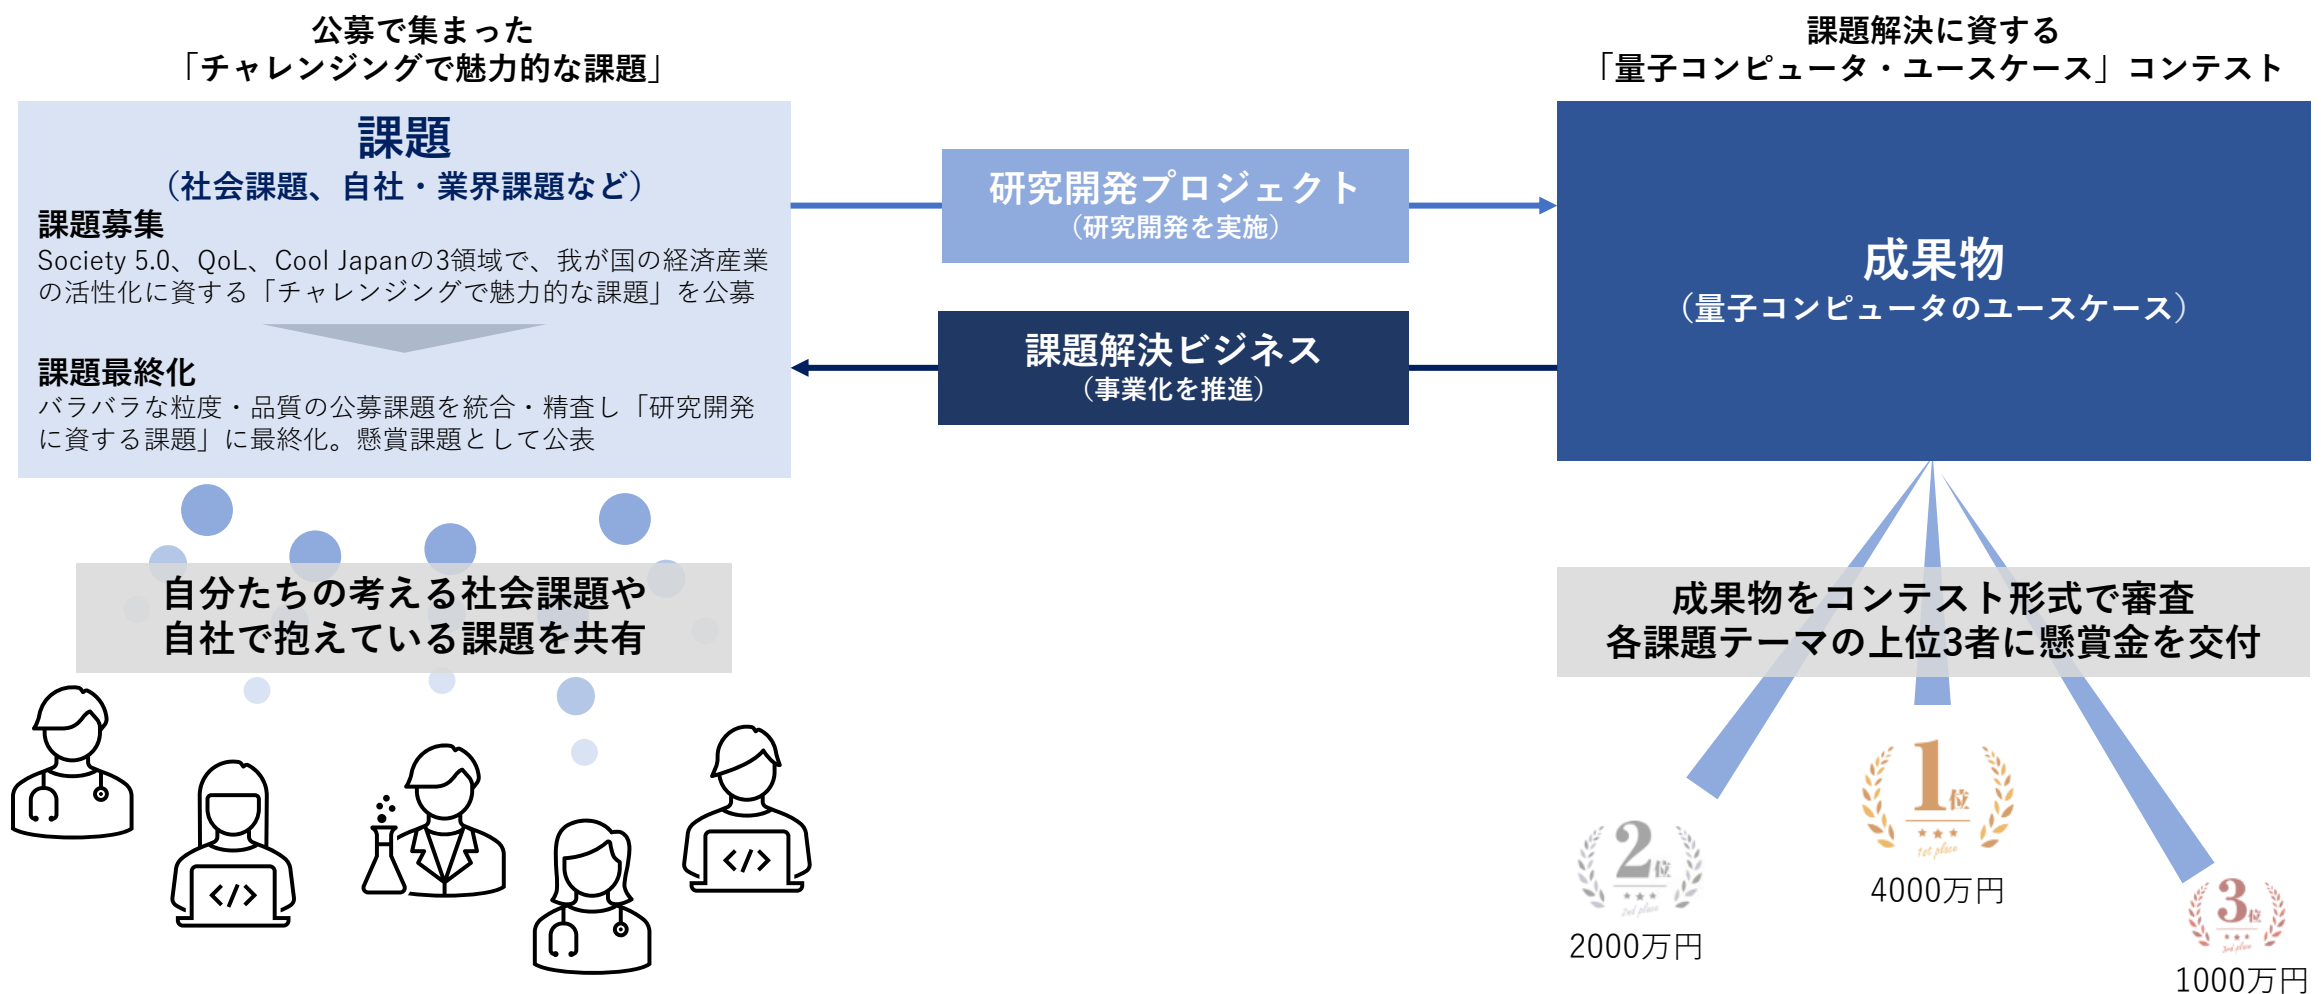 公募で集まった
「チャレンジングで魅力的な課題」
課題
（社会課題、自社・業界課題など）
課題募集
Society 5.0、QoL、Cool Japanの3領域で、我が国の経済産業
の活性化に資する「チャレンジングで魅力的な課題」を公募
課題最終化
バラバラな粒度・品質の公募課題を統合・精査し「研究開発
に資する課題」に最終化。懸賞課題として公表
自分たちの考える社会課題や
自社で抱えている課題を共有
</>
</>
研究開発プロジェクト
（研究開発を実施）
課題解決ビジネス
（事業化を推進）
課題解決に資する
「量子コンピュータ・ユースケース」コンテスト
成果物
（量子コンピュータのユースケース）
成果物をコンテスト形式で審査
各課題テーマの上位3者に懸賞金を交付
1位
1st place
4000万円
2位
2nd place
2000万円
3位
3rd place
1000万円